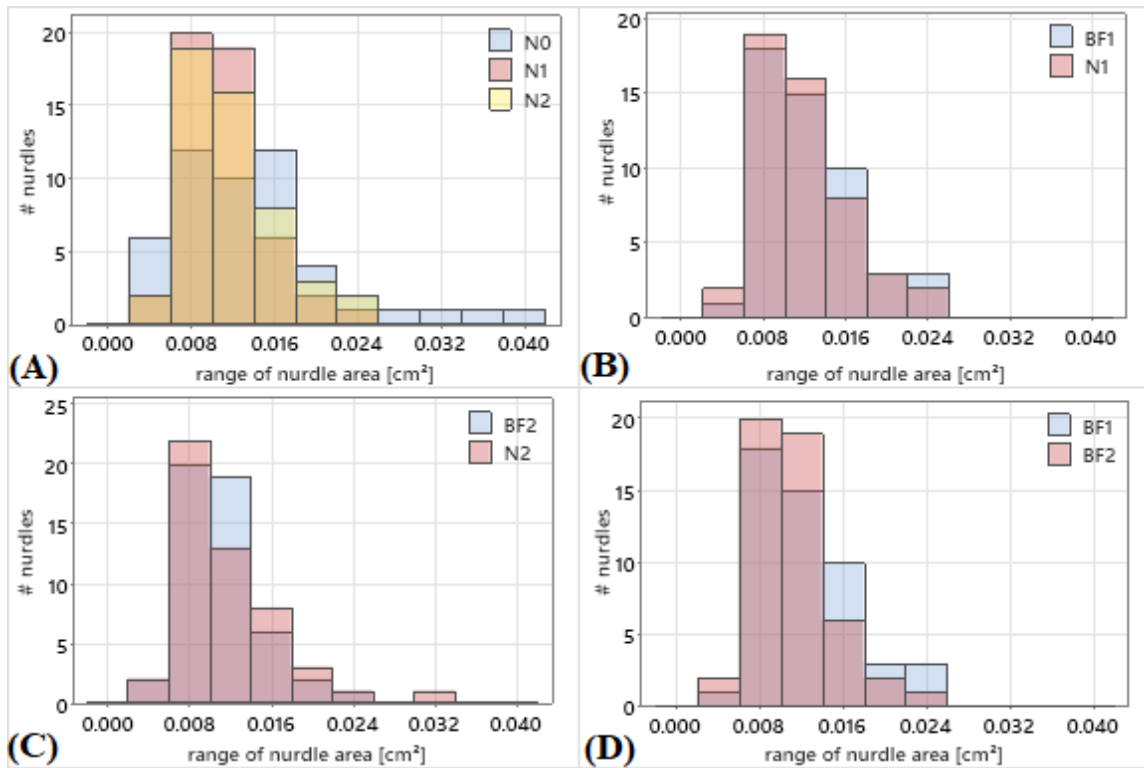 20
15
10
5
0
# nurdles
N0
N1
N2
0.000 0.008 0.016 0.024 0.032 0.040
range of nurdle area [cm²]
(A)
20
15
10
5
0
# nurdles
BF1
N1
0.000 0.008 0.016 0.024 0.032 0.040
range of nurdle area [cm²]
(B)
25
20
15
10
5
0
# nurdles
BF2
N2
0.000 0.008 0.016 0.024 0.032 0.040
range of nurdle area [cm²]
(C)
20
15
10
5
0
# nurdles
BF1
BF2
0.000 0.008 0.016 0.024 0.032 0.040
range of nurdle area [cm²]
(D)